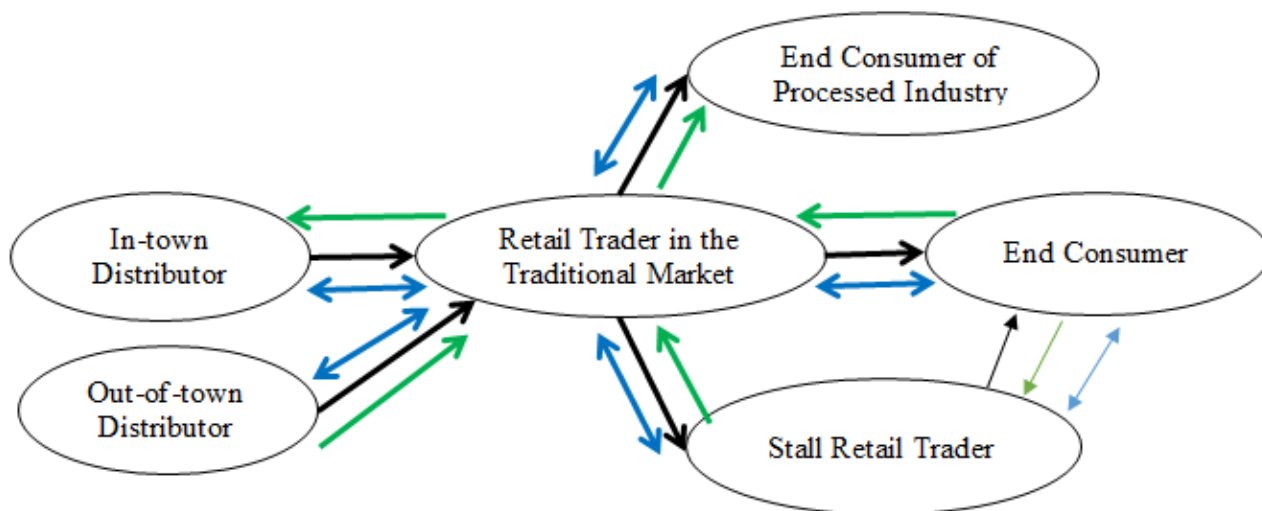 End Consumer of
Processed Industry
In-town
Distributor
Retail Trader in the
Traditional Market
End Consumer
Out-of-town
Distributor
Stall Retail Trader